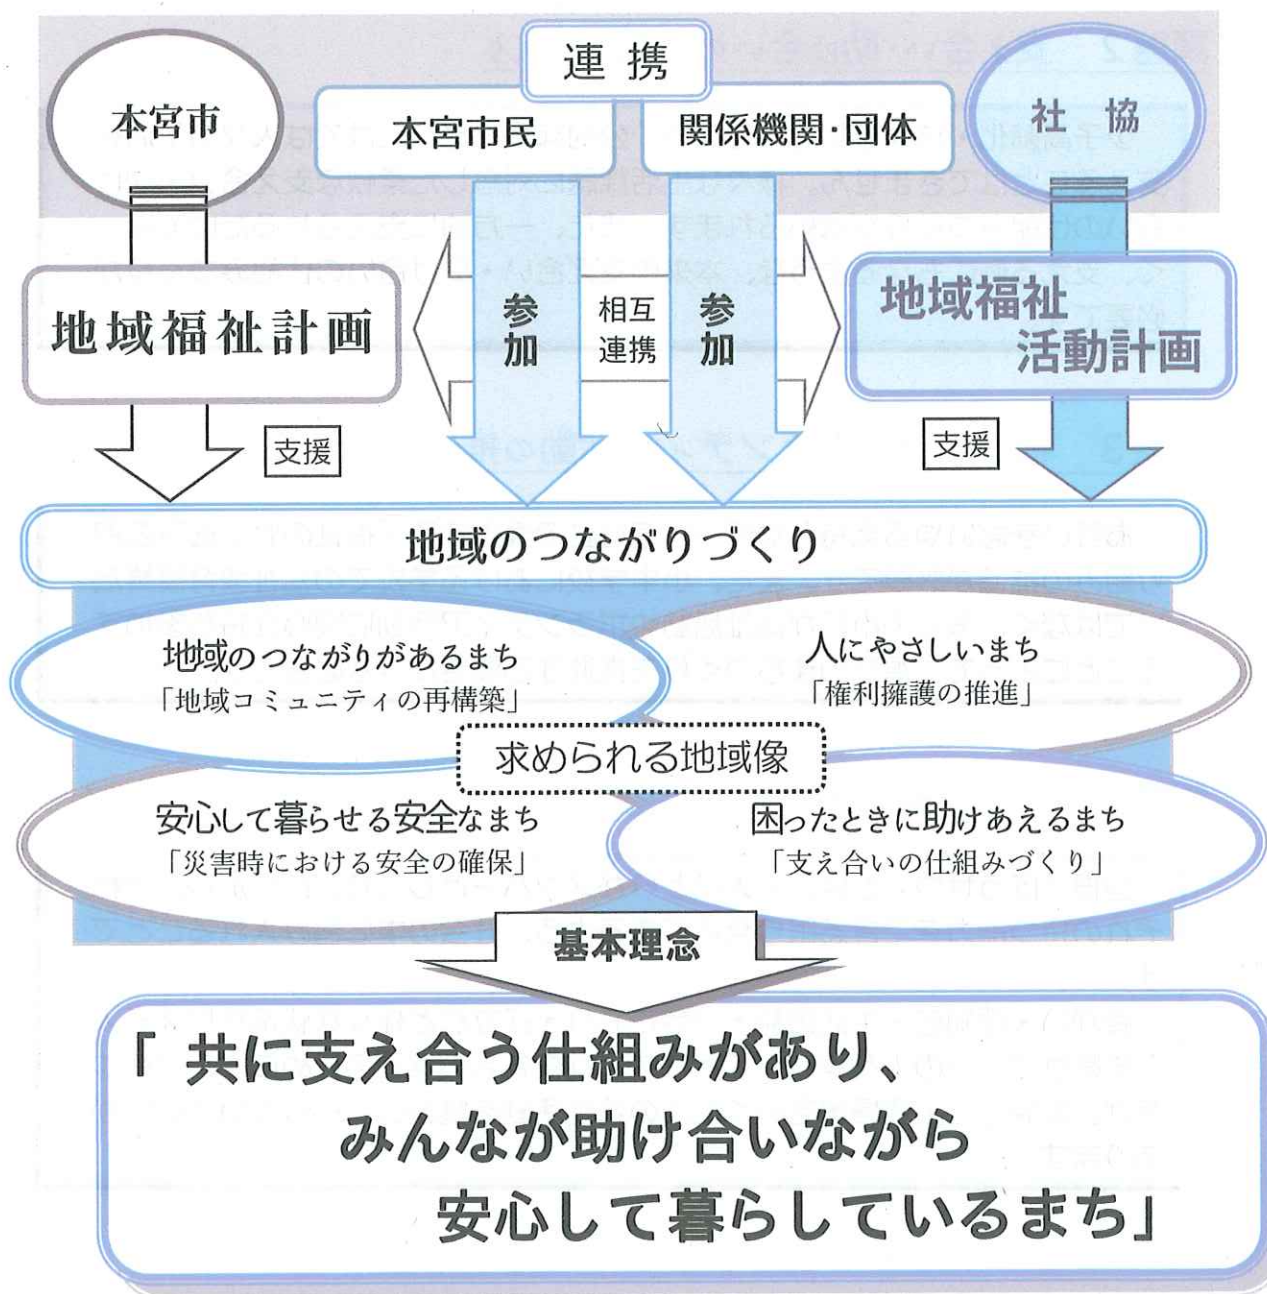 連携
本宮市
本宮市民
関係機関・団体
社協
地域福祉計画
参加
相互
連携
参加
地域福祉
活動計画
支援
支援
地域のつながりづくり
地域のつながりがあるまち
「地域コミュニティの再構築」
人にやさしいまち
「権利擁護の推進」
求められる地域像
安心して暮らせる安全なまち
「災害時における安全の確保」
困ったときに助けあえるまち
「支え合いの仕組みづくり」
基本理念
「共に支え合う仕組みがあり、
みんなが助け合いながら
安心して暮らしているまち」